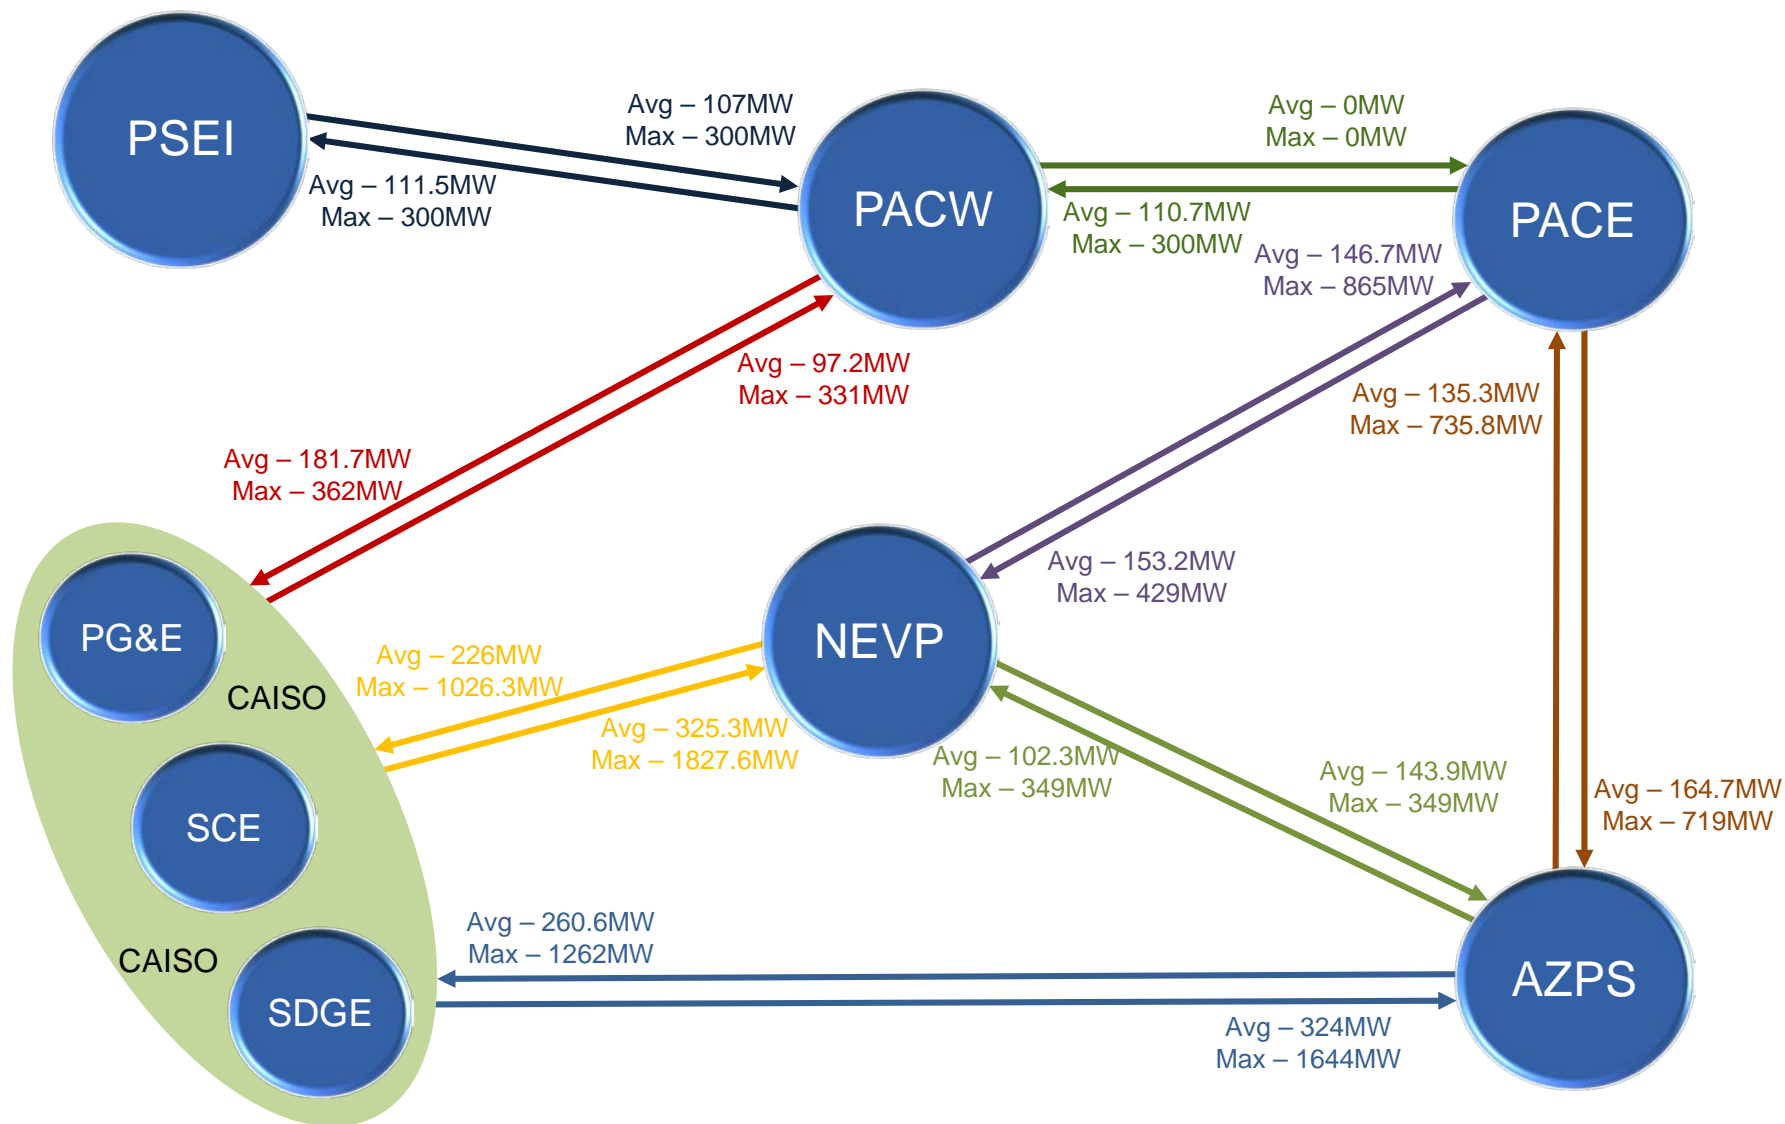 PSEI
Avg – 107MW
Max – 300MW
Avg – 111.5MW
Max – 300MW
PACW
Avg – 0MW
Max – 0MW
Avg – 110.7MW
Max – 300MW
PACE
Avg – 146.7MW
Max – 865MW
Avg – 97.2MW
Max – 331MW
Avg – 135.3MW
Max – 735.8MW
Avg – 181.7MW
Max – 362MW
Avg – 153.2MW
Max – 429MW
PG&E
CAISO
NEVP
Avg – 226MW
Max – 1026.3MW
Avg – 325.3MW
Max – 1827.6MW
Avg – 102.3MW
Max – 349MW
Avg – 143.9MW
Max – 349MW
Avg – 164.7MW
Max – 719MW
SCE
CAISO
SDGE
Avg – 260.6MW
Max – 1262MW
AZPS
Avg – 324MW
Max – 1644MW